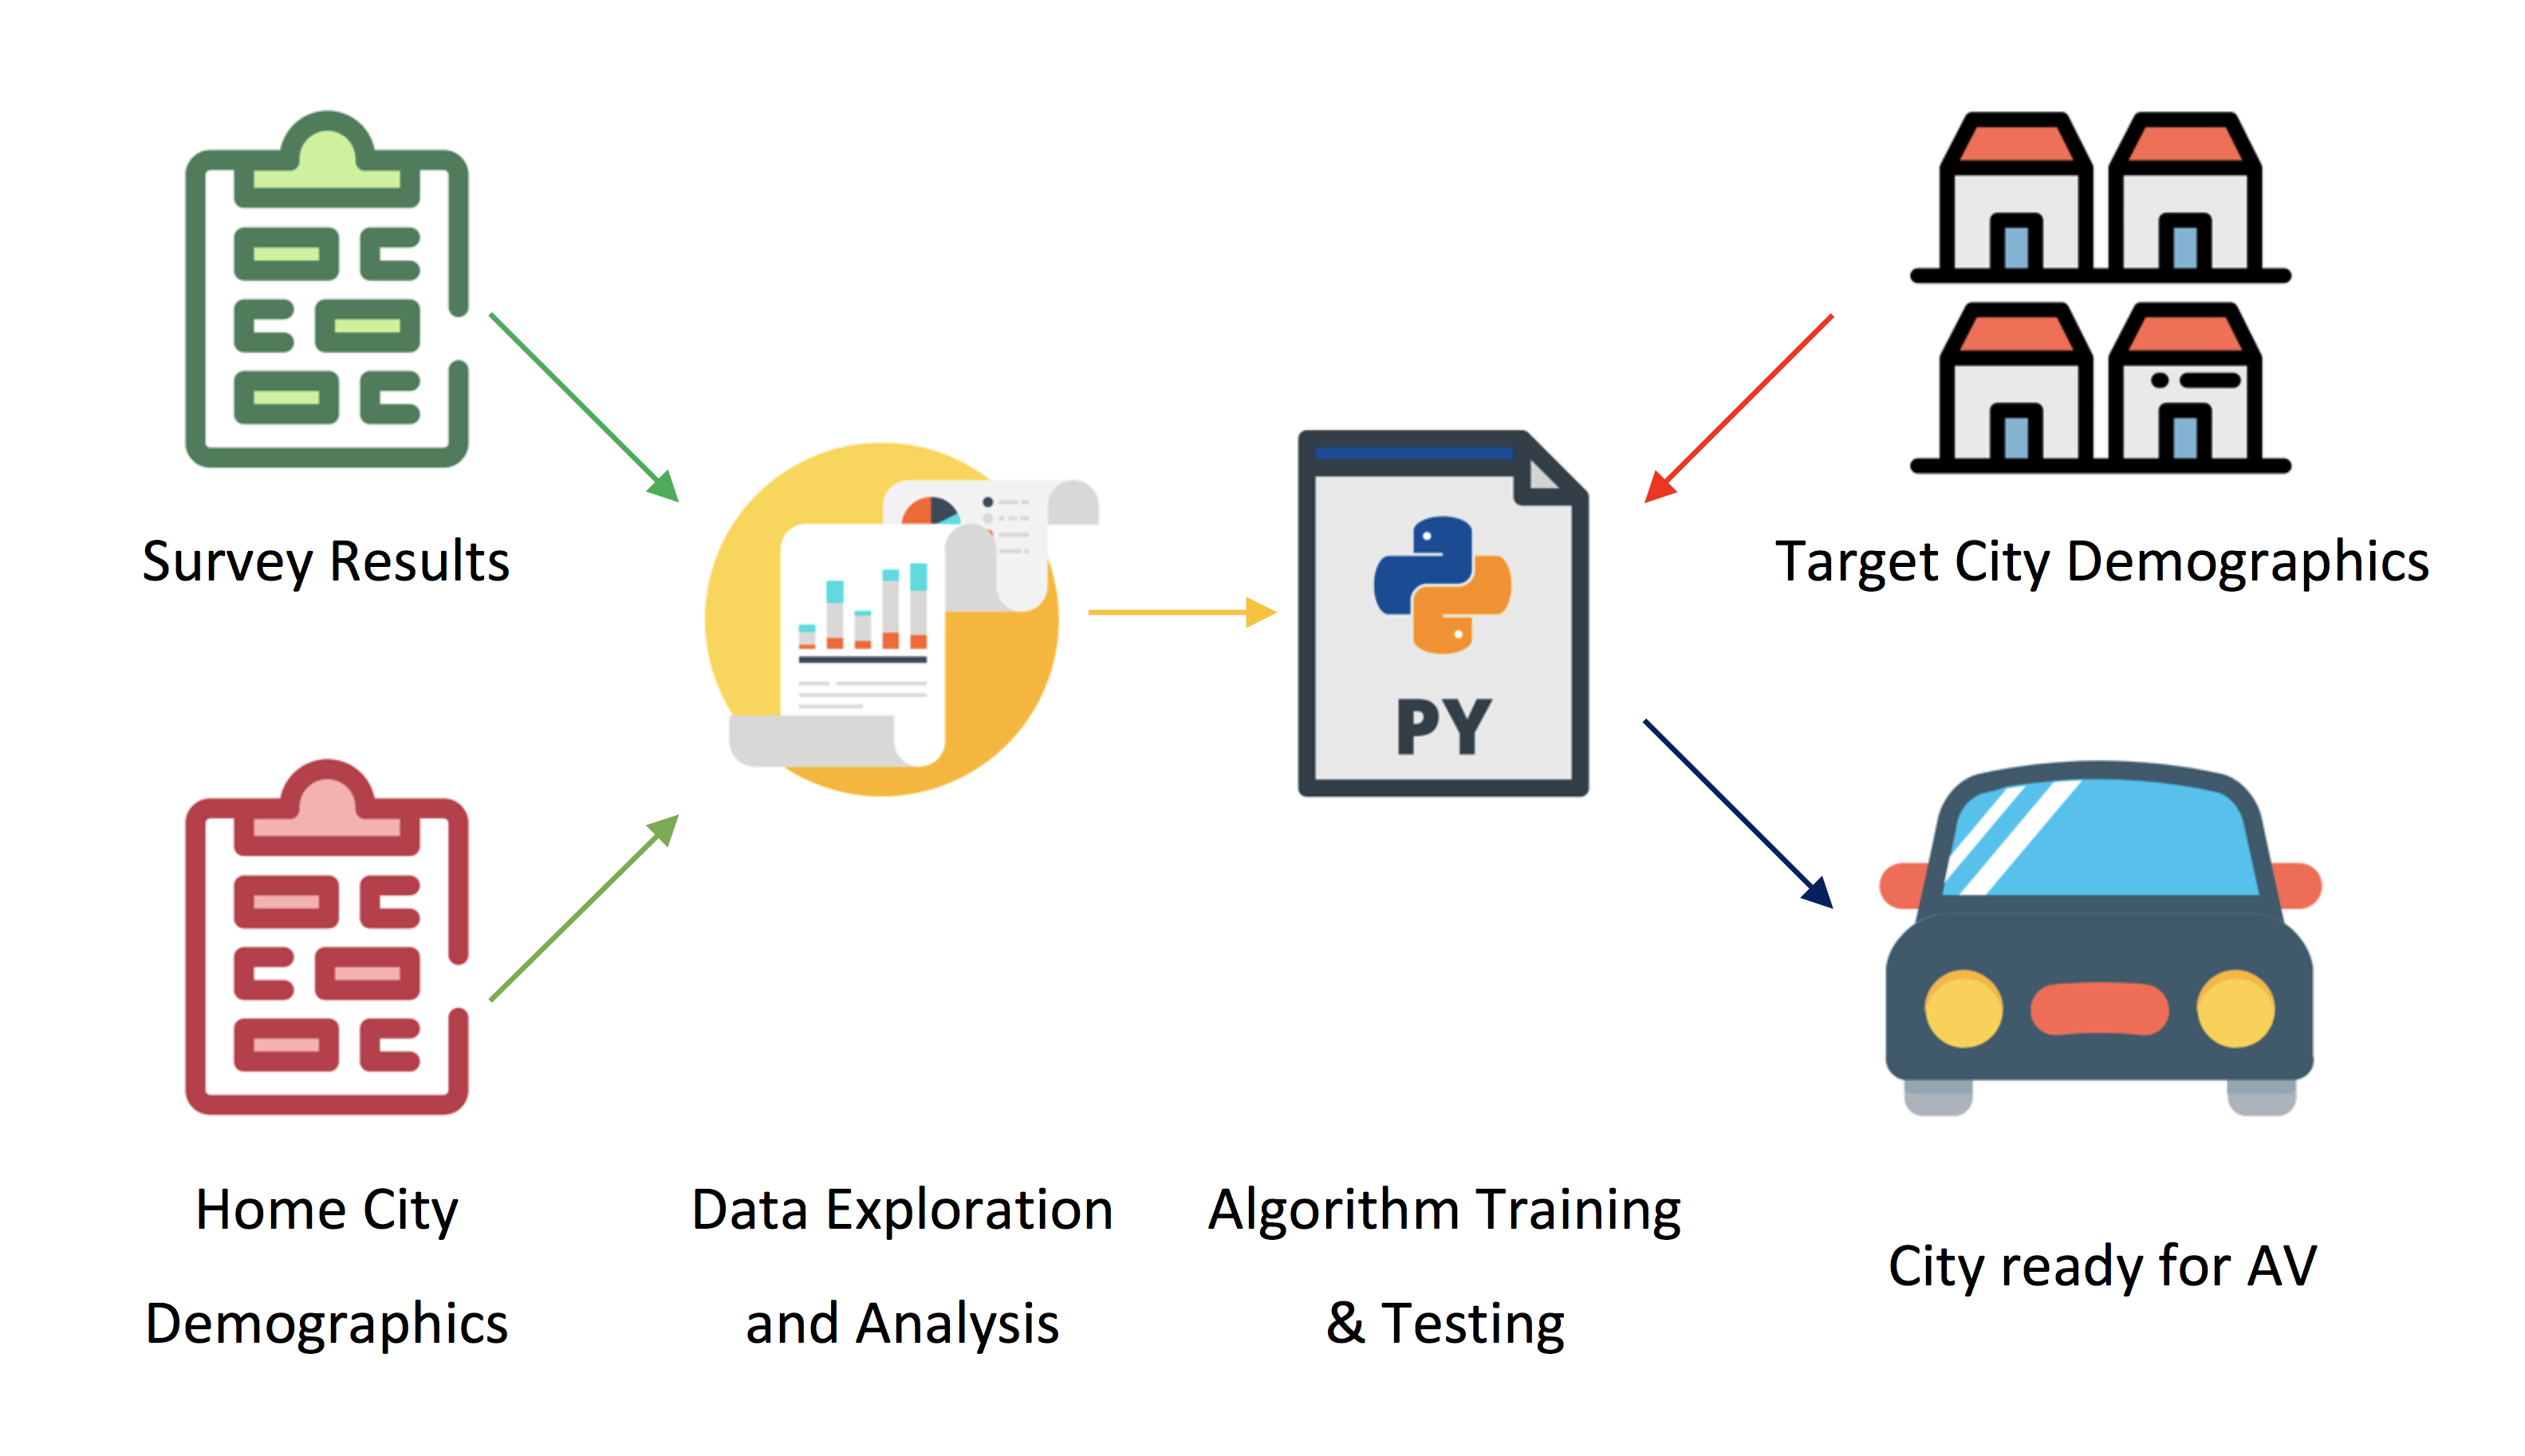 Survey Results
Target City Demographics
PY
Home City
Demographics
Data Exploration
and Analysis
Algorithm Training
& Testing
City ready for AV